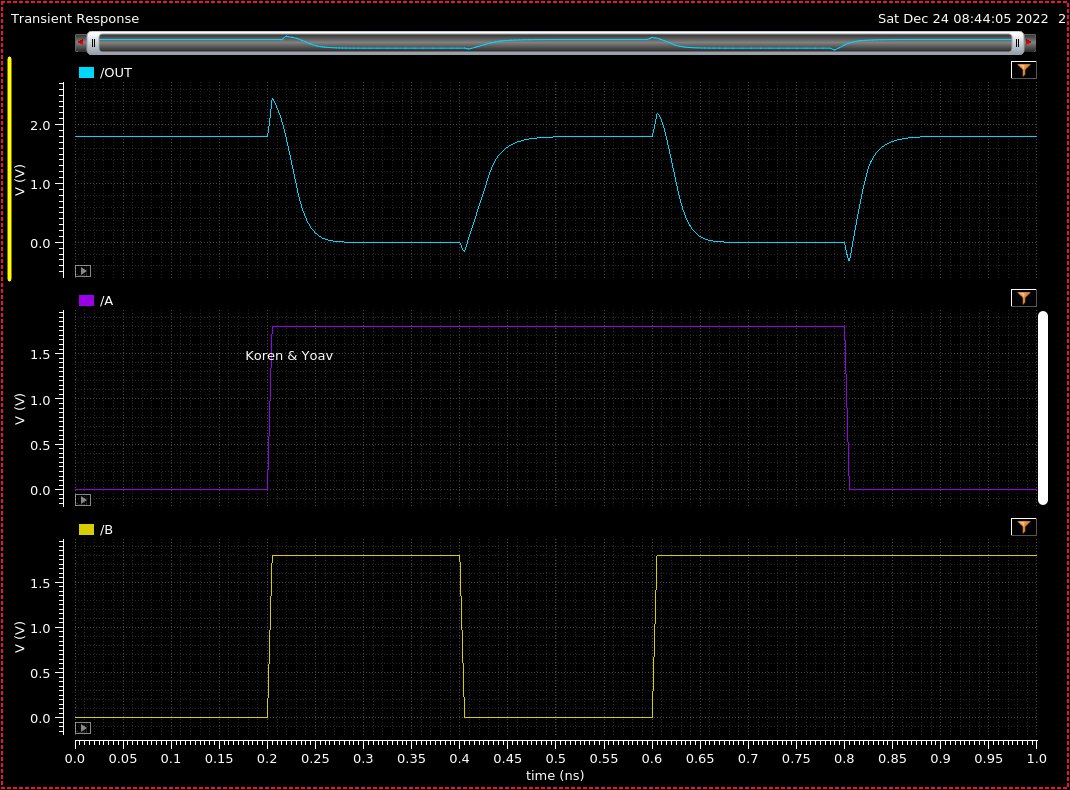 Transient Response
Sat Dec 24 08:44:05 2022 2
/OUT
2.0
1.0
0.0
V (V)
/A
Koren & Yoav
1.5
1.0
0.5
0.0
V (V)
/B
1.5
1.0
0.5
0.0
V (V)
0.0 0.05 0.1 0.15 0.2 0.25 0.3 0.35 0.4 0.45 0.5 0.55 0.6 0.65 0.7 0.75 0.8 0.85 0.9 0.95 1.0
time (ns)